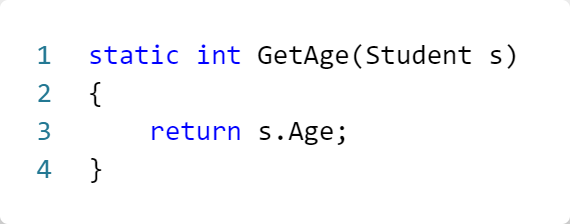 1 static int GetAge(Student s)
2 {
3     return s.Age;
4 }